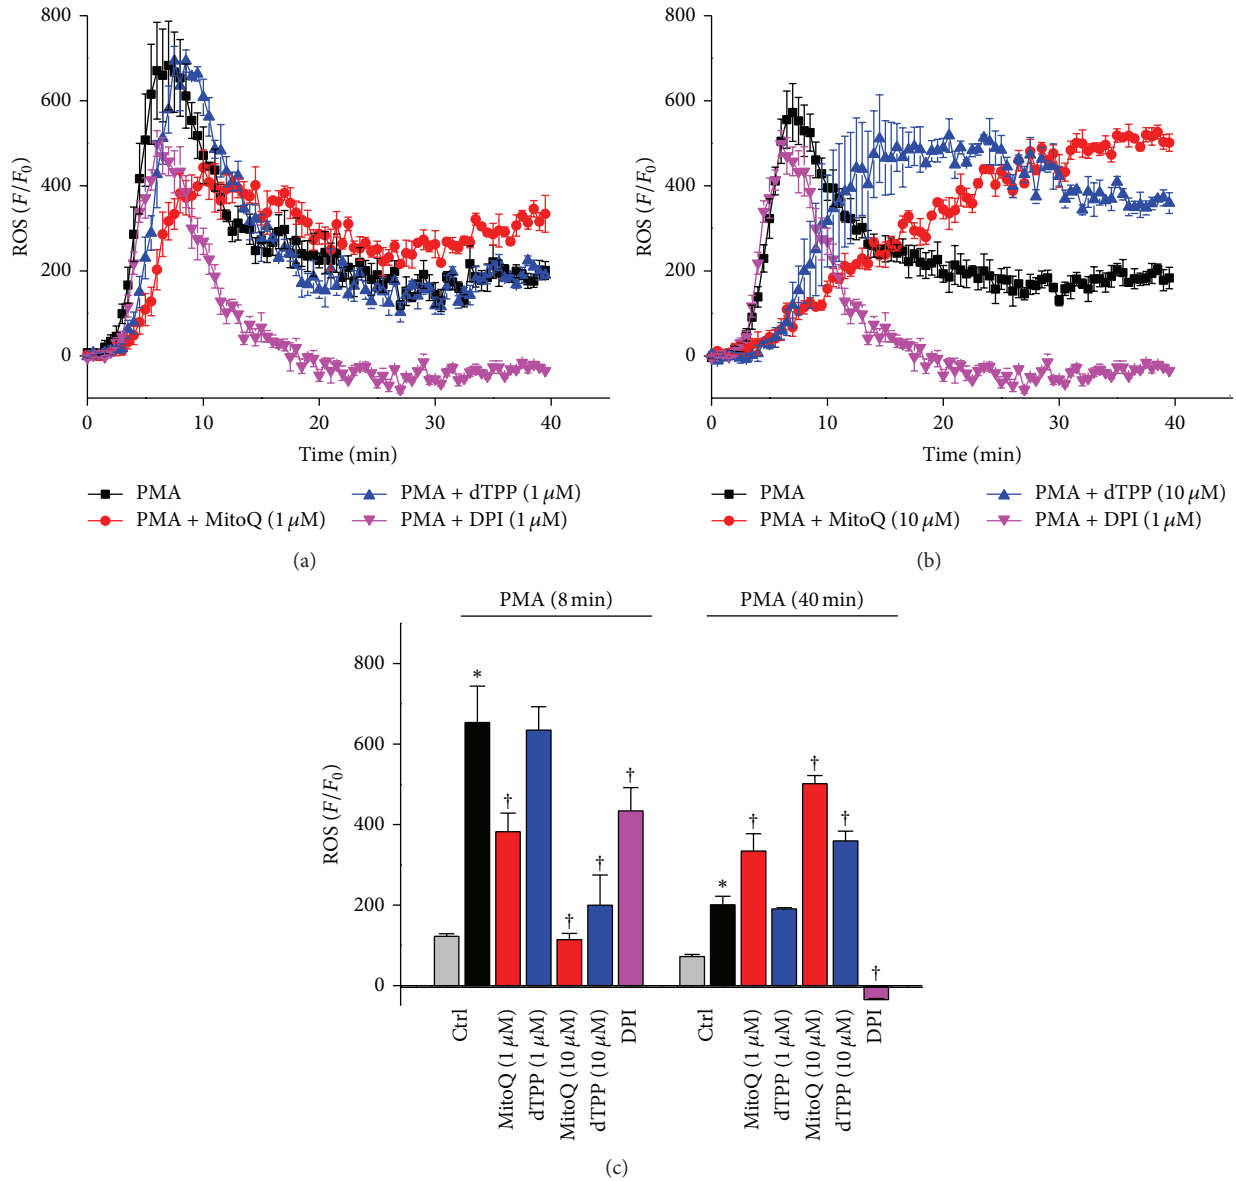 800
600
400
200
0
ROS (F/F0)
0 10 20 30 40
Time (min)
PMA
PMA + MitoQ (1 μM)
PMA + dTPP (1 μM)
PMA + DPI (1 μM)
(a)
800
600
400
200
0
ROS (F/F0)
0 10 20 30 40
Time (min)
PMA
PMA + MitoQ (10 μM)
PMA + dTPP (10 μM)
PMA + DPI (1 μM)
(b)
PMA (8 min) PMA (40 min)
800
600
400
200
0
ROS (F/F0)
*
†
†
†
†
*
†
†
†
†
Ctrl
MitoQ (1 μM)
dTPP (1 μM)
MitoQ (10 μM)
dTPP (10 μM)
DPI
Ctrl
MitoQ (1 μM)
dTPP (1 μM)
MitoQ (10 μM)
dTPP (10 μM)
DPI
(c)